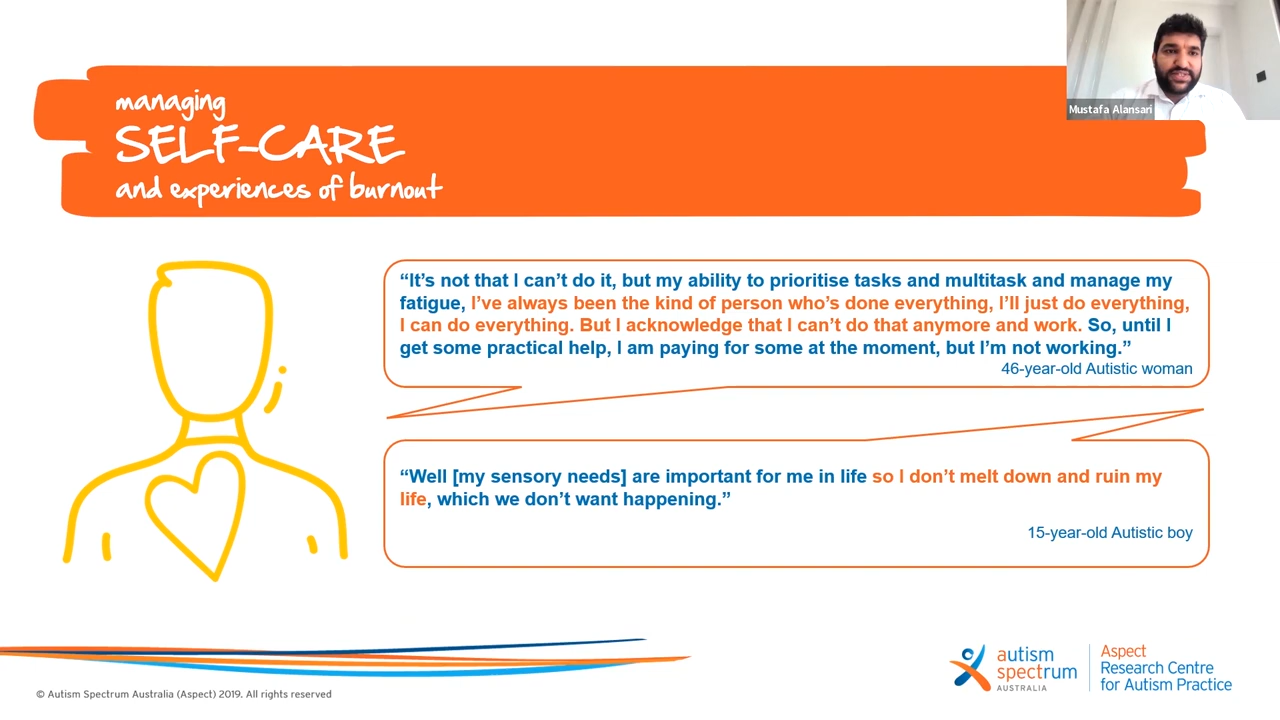 Mustafa Alansari
managing
SELF-CARE
and experiences of burnout
“It’s not that I can’t do it, but my ability to prioritise tasks and multitask and manage my
fatigue, I’ve always been the kind of person who’s done everything, I’ll just do everything,
I can do everything. But I acknowledge that I can’t do that anymore and work. So, until I
get some practical help, I am paying for some at the moment, but I’m not working.”
46-year-old Autistic woman
“Well [my sensory needs] are important for me in life so I don’t melt down and ruin my
life, which we don’t want happening.”
15-year-old Autistic boy
autism
spectrum
AUSTRALIA
Aspect
Research Centre
for Autism Practice
© Autism Spectrum Australia (Aspect) 2019. All rights reserved